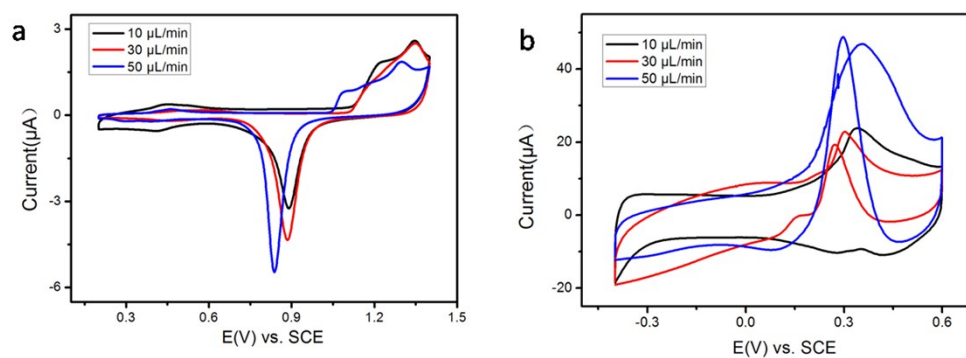 a
10 μL/min
30 μL/min
50 μL/min
Current(μA)
3
0
-3
-6
0.3 0.6 0.9 1.2 1.5
E(V) vs. SCE
b
10 μL/min
30 μL/min
50 μL/min
Current(μA)
40
20
0
-20
-0.3 0.0 0.3 0.6
E(V) vs. SCE